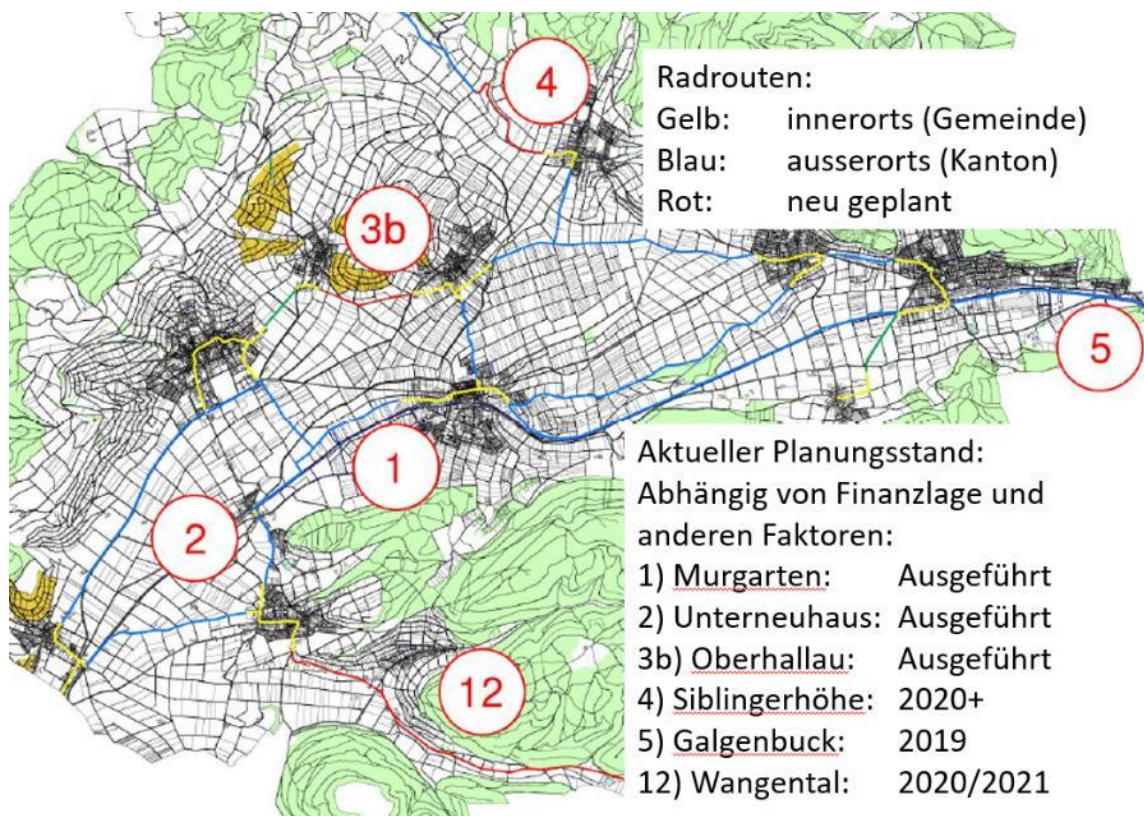 4
Radrouten:
Gelb: innerorts (Gemeinde)
Blau: ausserorts (Kanton)
Rot: neu geplant
3b
5
1
2
12
Aktueller Planungsstand:
Abhängig von Finanzlage und
anderen Faktoren:
1) Murgarten: Ausgeführt
2) Unterneuhaus: Ausgeführt
3b) Oberhallau: Ausgeführt
4) Siblingerhöhe: 2020+
5) Galgenbuck: 2019
12) Wangental: 2020/2021